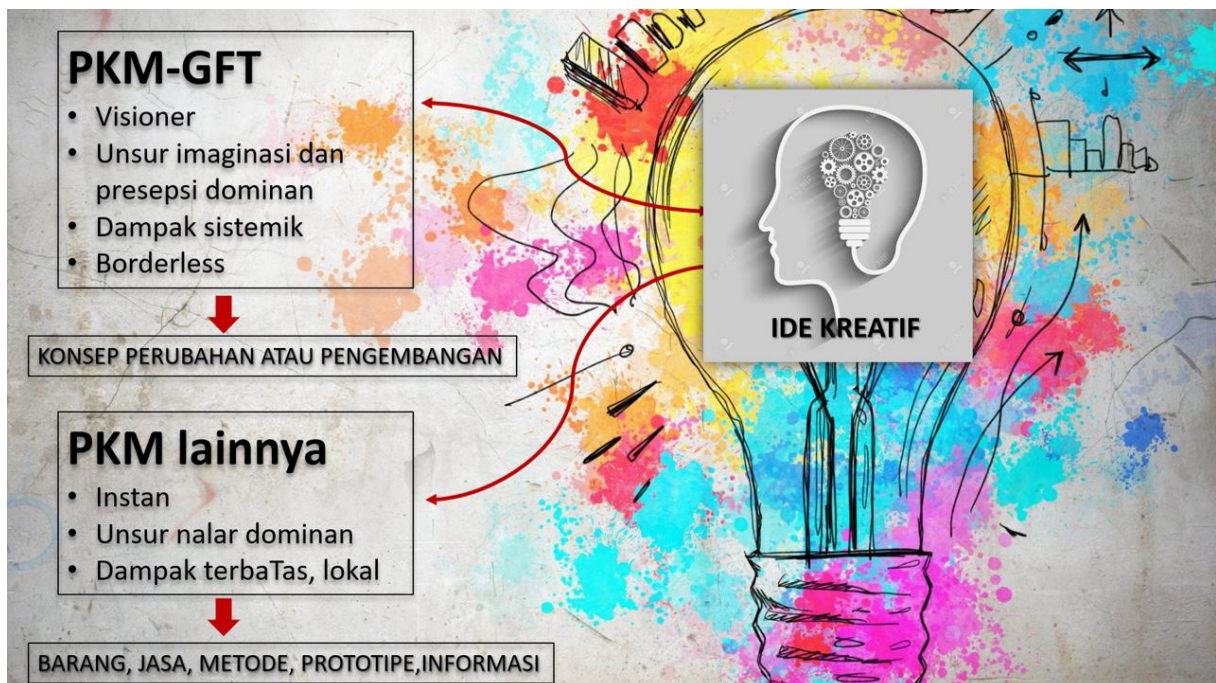 PKM-GFT
• Visioner
• Unsur imaginasi dan
presepsi dominan
• Dampak sistemik
• Borderless
KONSEP PERUBAHAN ATAU PENGEMBANGAN
PKM lainnya
• Instan
• Unsur nalar dominan
• Dampak terbaTas, lokal
BARANG, JASA, METODE, PROTOTIPE,INFORMASI
IDE KREATIF